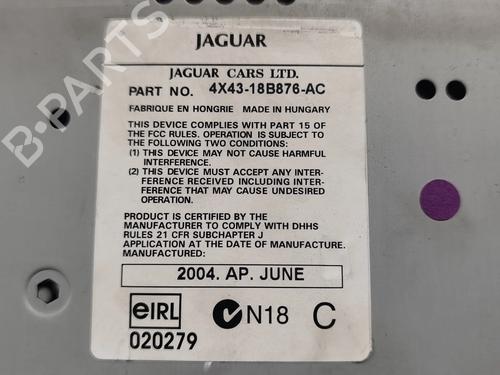 B-PARTS
JAGUAR
JAGUAR CARS LTD.
PART NO. 4X43-18B876-AC
FABRIQUE EN HONGRIE MADE IN HUNGARY
THIS DEVICE COMPLIES WITH PART 15 OF
THE FCC RULES. OPERATION IS SUBJECT TO
THE FOLLOWING TWO CONDITIONS:
(1) THIS DEVICE MAY NOT CAUSE HARMFUL
INTERFERENCE.
(2) THIS DEVICE MUST ACCEPT ANY INTER-
FERENCE RECEIVED INCLUDING INTER-
FERENCE THAT MAY CAUSE UNDESIRED
OPERATION.
PRODUCT IS CERTIFIED BY THE
MANUFACTURER TO COMPLY WITH DHHS
RULES 21 CFR SUBCHAPTER J
APPLICATION AT THE DATE OF MANUFACTURE.
MANUFACTURED:
2004. AP. JUNE
eIRL N18 C
020279